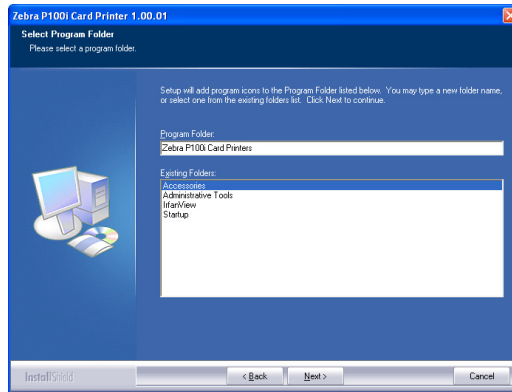 Zebra P100i Card Printer 1.00.01
Select Program Folder
Please select a program folder.
Setup will add program icons to the Program Folder listed below. You may type a new folder name,
or select one from the existing folders list. Click Next to continue.
Program Folder:
Zebra P100i Card Printers
Existing Folders:
Accessories
Administrative Tools
IrfanView
Startup
InstallShield
< Back
Next >
Cancel